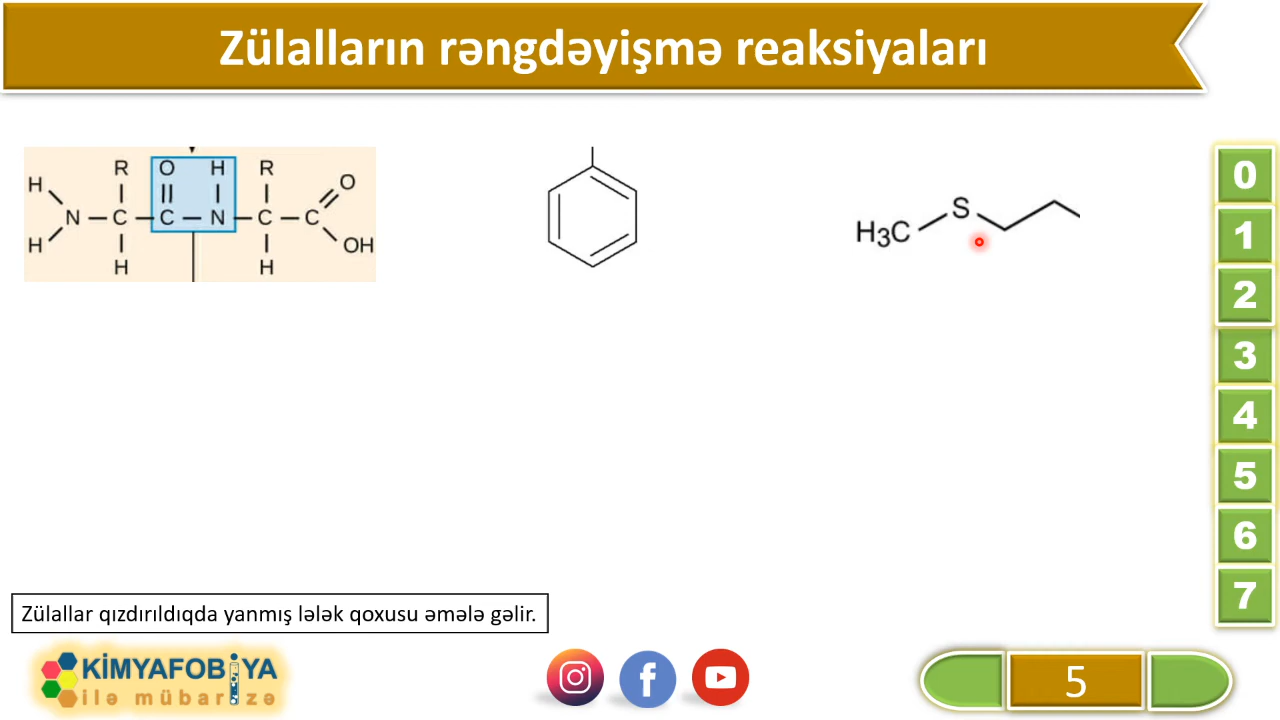 Zülalların rəngdəyişmə reaksiyaları
R O H R
H O
N C C N C C
H OH
H H
H₃C S
0
1
2
3
4
5
6
7
Zülallar qızdırıldıqda yanmış lələk qoxusu əmələ gəlir.
KİMYAFOBİYA
ilə mübarizə
5